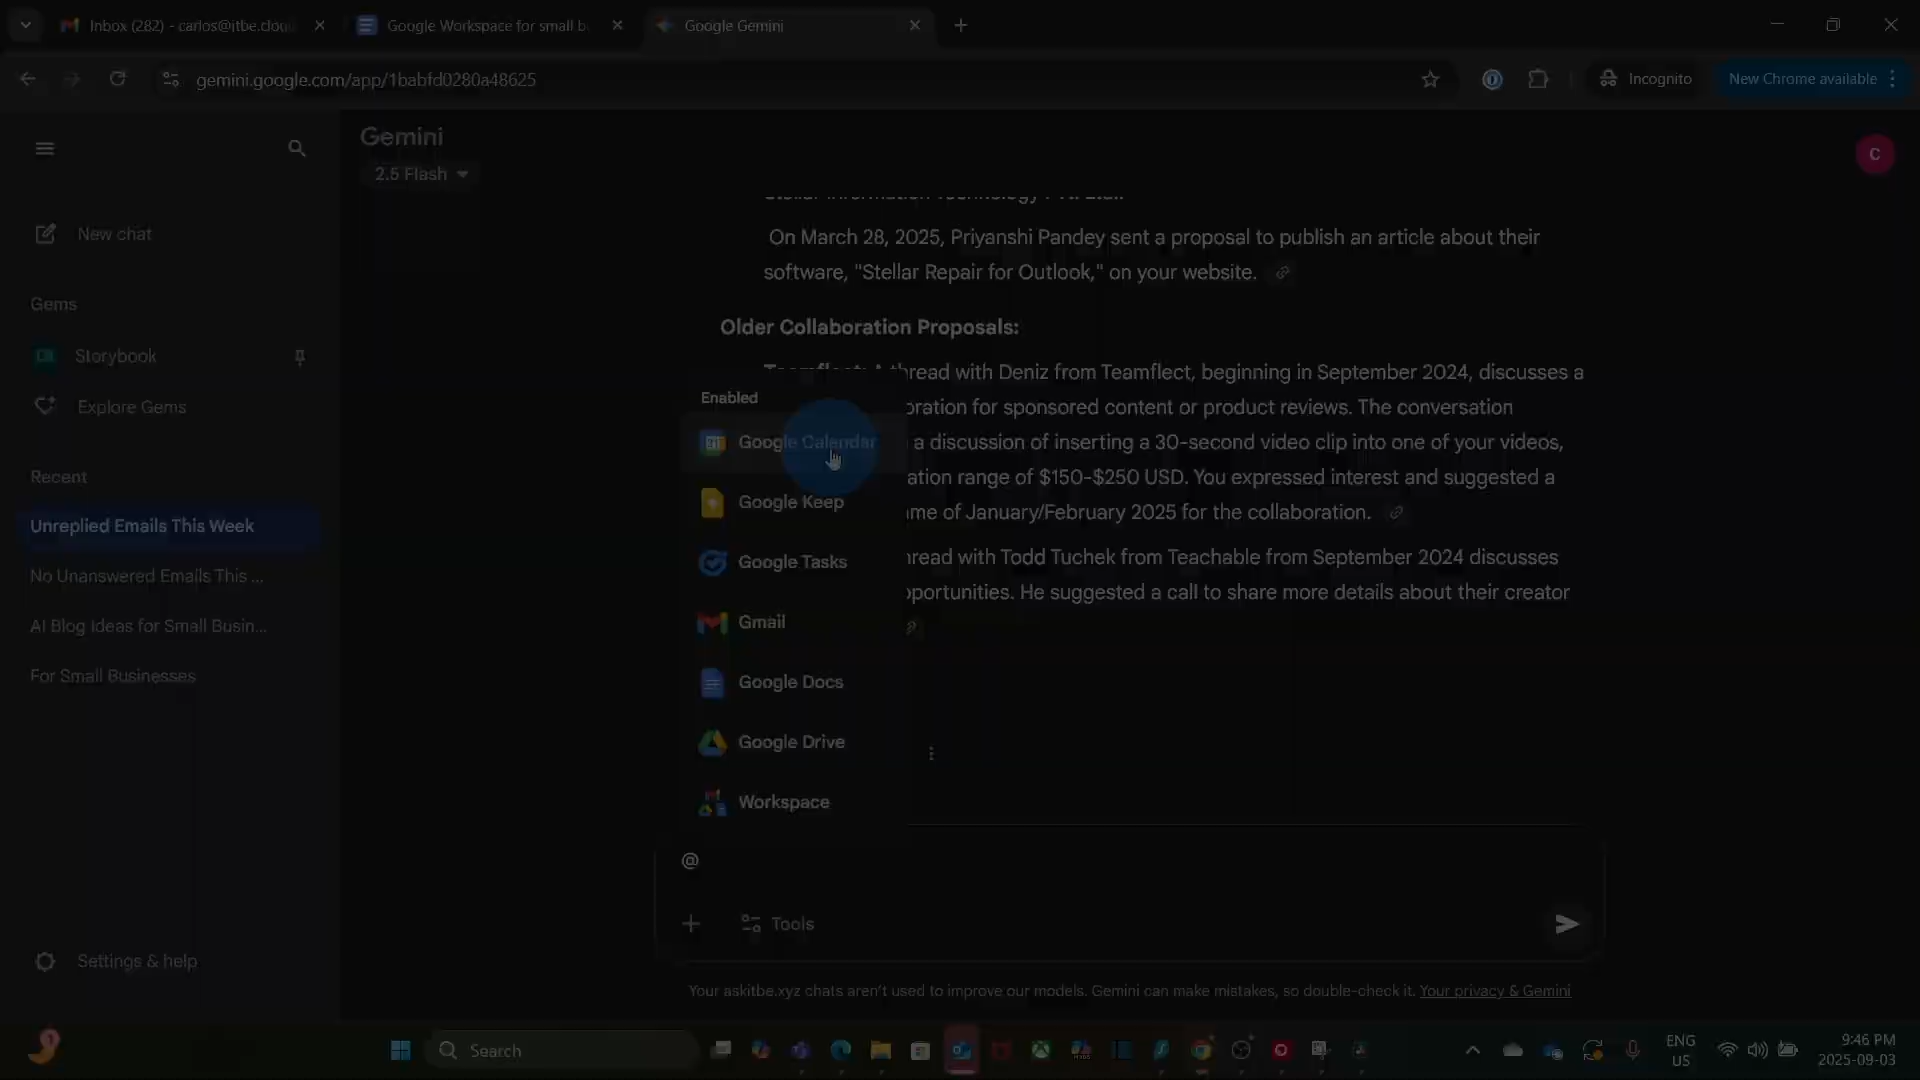 Inbox (282) - carlos@itbe.clou
Google Workspace for small b
Google Gemini
gemini.google.com/app/1babfd0280a48625
Incognito
New Chrome available
Gemini
2.5 Flash
C
New chat
Gems
Storybook
Explore Gems
Recent
Unreplied Emails This Week
No Unanswered Emails This ...
AI Blog Ideas for Small Busin...
For Small Businesses
Settings & help
On March 28, 2025, Priyanshi Pandey sent a proposal to publish an article about their
software, "Stellar Repair for Outlook," on your website.
Older Collaboration Proposals:
Teamflect: A thread with Deniz from Teamflect, beginning in September 2024, discusses a
oration for sponsored content or product reviews. The conversation
a discussion of inserting a 30-second video clip into one of your videos,
ation range of $150-$250 USD. You expressed interest and suggested a
me of January/February 2025 for the collaboration.
hread with Todd Tuchek from Teachable from September 2024 discusses
pportunities. He suggested a call to share more details about their creator
Enabled
Google Calendar
Google Keep
Google Tasks
Gmail
Google Docs
Google Drive
Workspace
@
Tools
Your askitbe.xyz chats aren't used to improve our models. Gemini can make mistakes, so double-check it. Your privacy & Gemini
1
Search
ENG
US
9:46 PM
2025-09-03